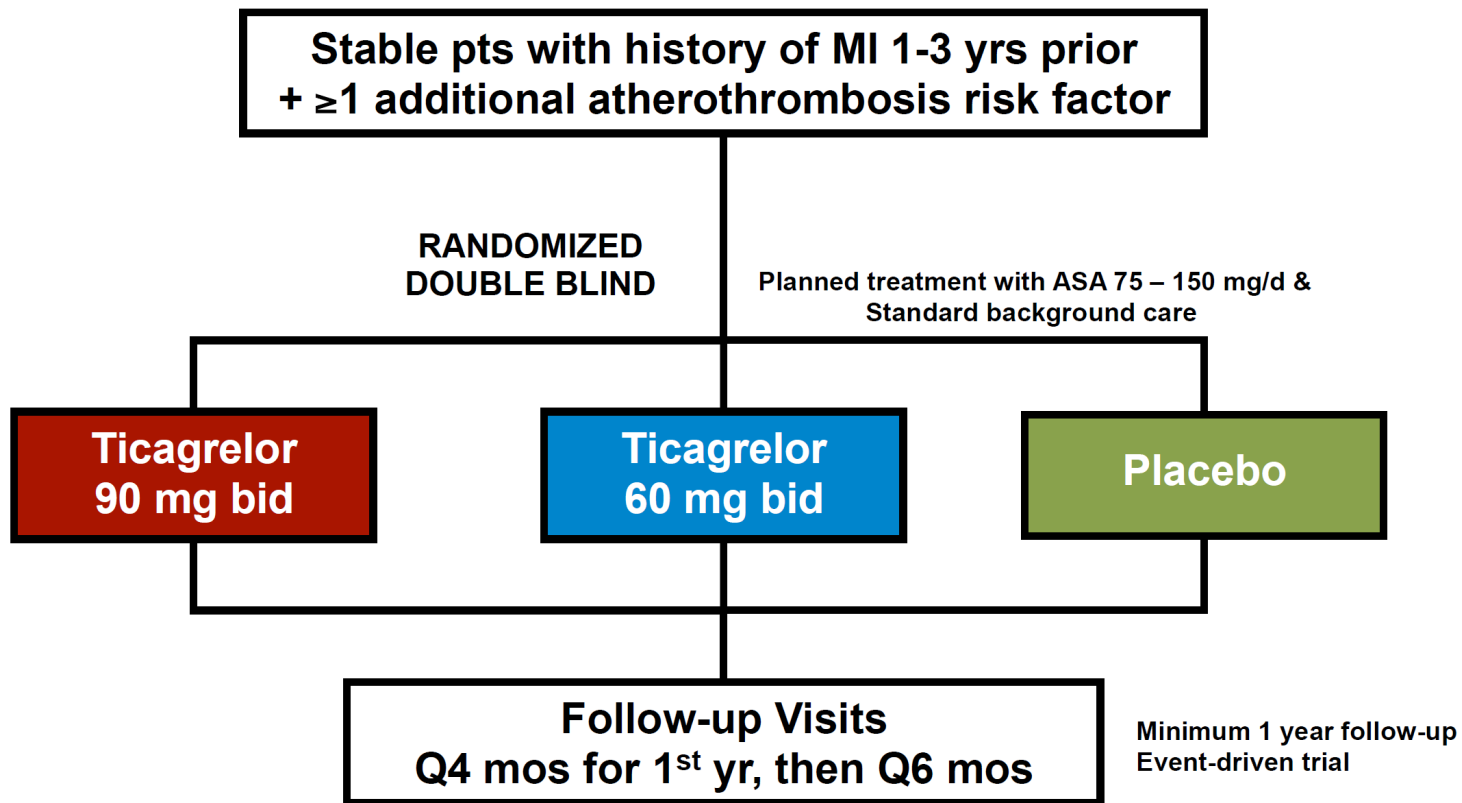 Stable pts with history of MI 1-3 yrs prior
+ ≥1 additional atherothrombosis risk factor
RANDOMIZED
DOUBLE BLIND
Planned treatment with ASA 75 – 150 mg/d &
Standard background care
Ticagrelor
90 mg bid
Ticagrelor
60 mg bid
Placebo
Follow-up Visits
Q4 mos for 1st yr, then Q6 mos
Minimum 1 year follow-up
Event-driven trial